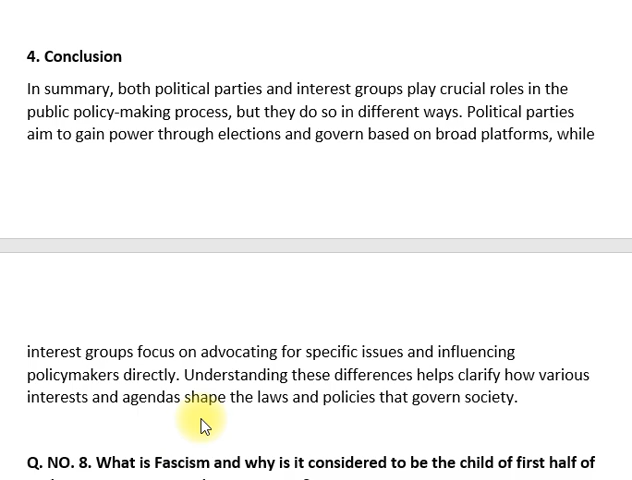 4. Conclusion
In summary, both political parties and interest groups play crucial roles in the
public policy-making process, but they do so in different ways. Political parties
aim to gain power through elections and govern based on broad platforms, while
interest groups focus on advocating for specific issues and influencing
policymakers directly. Understanding these differences helps clarify how various
interests and agendas shape the laws and policies that govern society.
Q. NO. 8. What is Fascism and why is it considered to be the child of first half of